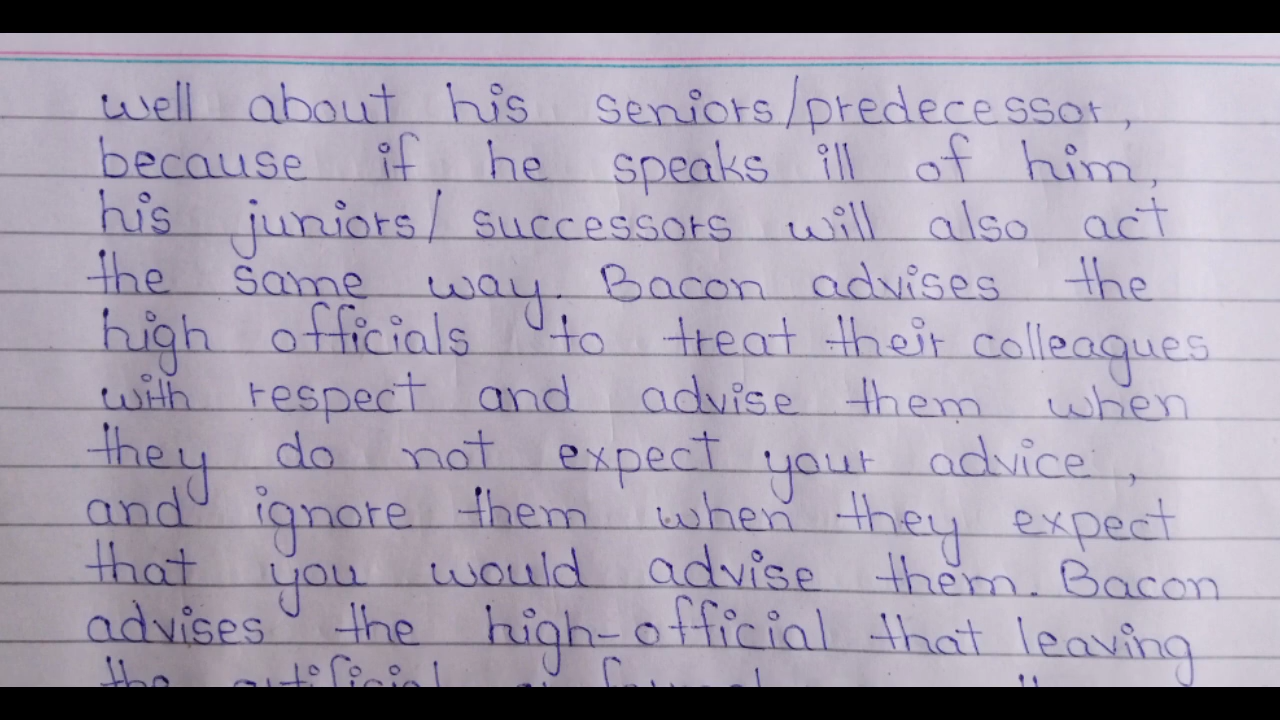 well about his seniors/predecessor,
because if he speaks ill of him,
his juniors/ successors will also act
the same way. Bacon advises the
high officials to treat their colleagues
with respect and advise them when
they do not expect your advice,
and ignore them when they expect
that you would advise them. Bacon
advises the high-official that leaving
the artificial